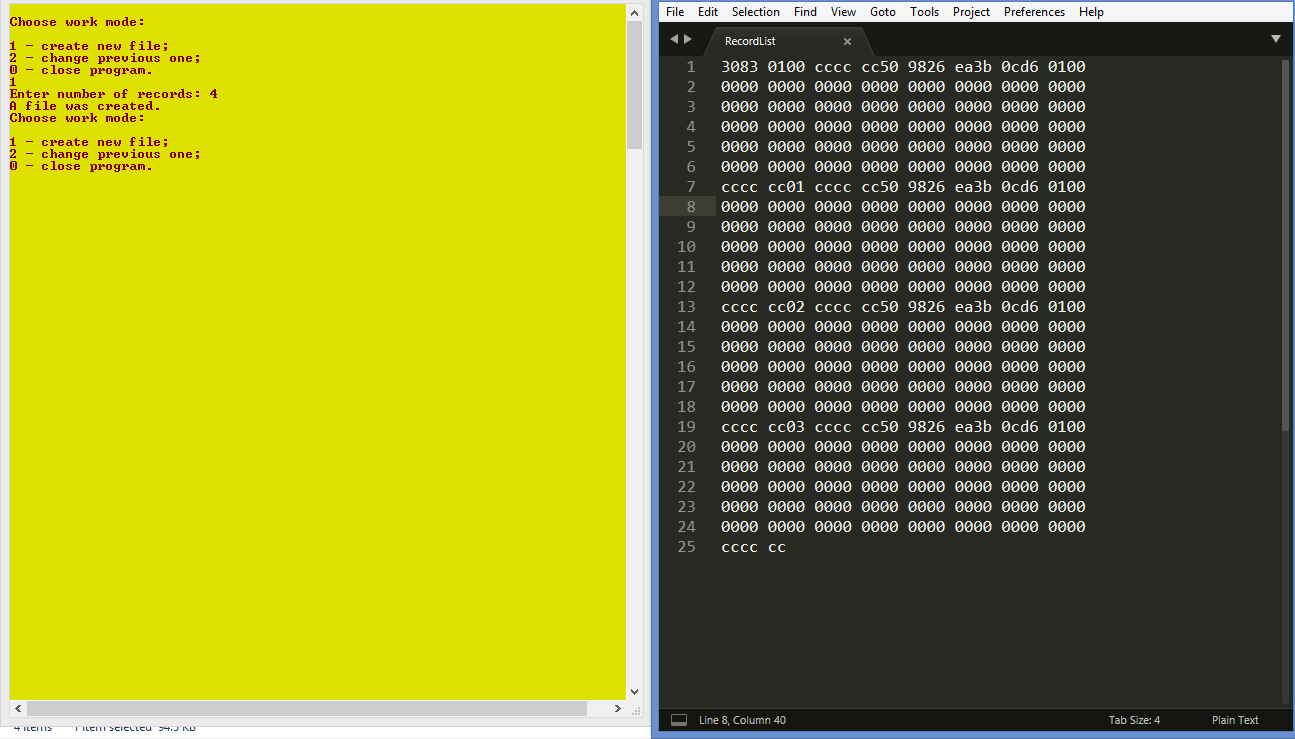 Choose work mode:
1 - create new file;
2 - change previous one;
0 - close program.
1
Enter number of records: 4
A file was created.
Choose work mode:
1 - create new file;
2 - change previous one;
0 - close program.
4 items 1 item selected 94.5 KB
File Edit Selection Find View Goto Tools Project Preferences Help
RecordList
1 3083 0100 cccc cc50 9826 ea3b 0cd6 0100
2 0000 0000 0000 0000 0000 0000 0000 0000
3 0000 0000 0000 0000 0000 0000 0000 0000
4 0000 0000 0000 0000 0000 0000 0000 0000
5 0000 0000 0000 0000 0000 0000 0000 0000
6 0000 0000 0000 0000 0000 0000 0000 0000
7 cccc cc01 cccc cc50 9826 ea3b 0cd6 0100
8 0000 0000 0000 0000 0000 0000 0000 0000
9 0000 0000 0000 0000 0000 0000 0000 0000
10 0000 0000 0000 0000 0000 0000 0000 0000
11 0000 0000 0000 0000 0000 0000 0000 0000
12 0000 0000 0000 0000 0000 0000 0000 0000
13 cccc cc02 cccc cc50 9826 ea3b 0cd6 0100
14 0000 0000 0000 0000 0000 0000 0000 0000
15 0000 0000 0000 0000 0000 0000 0000 0000
16 0000 0000 0000 0000 0000 0000 0000 0000
17 0000 0000 0000 0000 0000 0000 0000 0000
18 0000 0000 0000 0000 0000 0000 0000 0000
19 cccc cc03 cccc cc50 9826 ea3b 0cd6 0100
20 0000 0000 0000 0000 0000 0000 0000 0000
21 0000 0000 0000 0000 0000 0000 0000 0000
22 0000 0000 0000 0000 0000 0000 0000 0000
23 0000 0000 0000 0000 0000 0000 0000 0000
24 0000 0000 0000 0000 0000 0000 0000 0000
25 cccc cc
Line 8, Column 40 Tab Size: 4 Plain Text